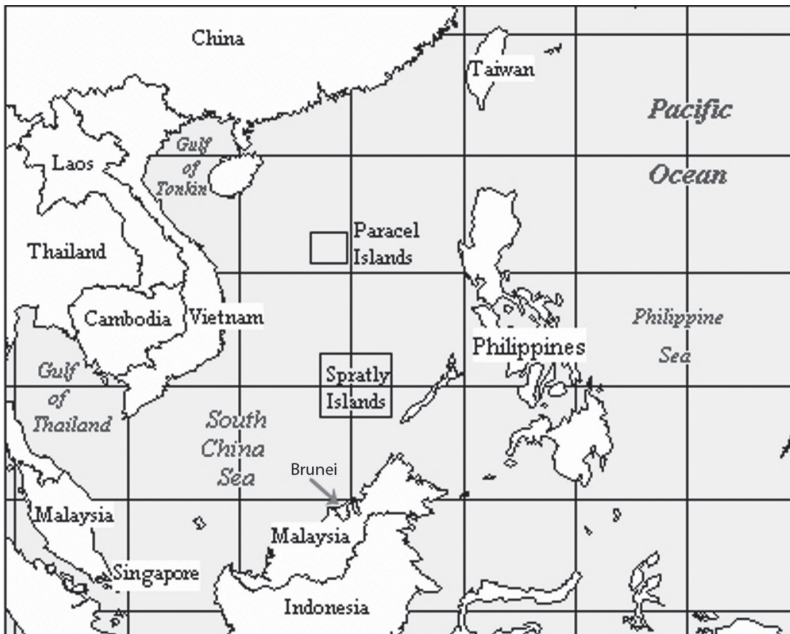 China
Taiwan
Pacific
Ocean
Gulf
of
Tonkin
Laos
Paracel
Islands
Thailand
Cambodia
Vietnam
Philippines
Philippine
Sea
Gulf
of
Thailand
Spratly
Islands
South
China
Sea
Brunei
Malaysia
Malaysia
Singapore
Indonesia